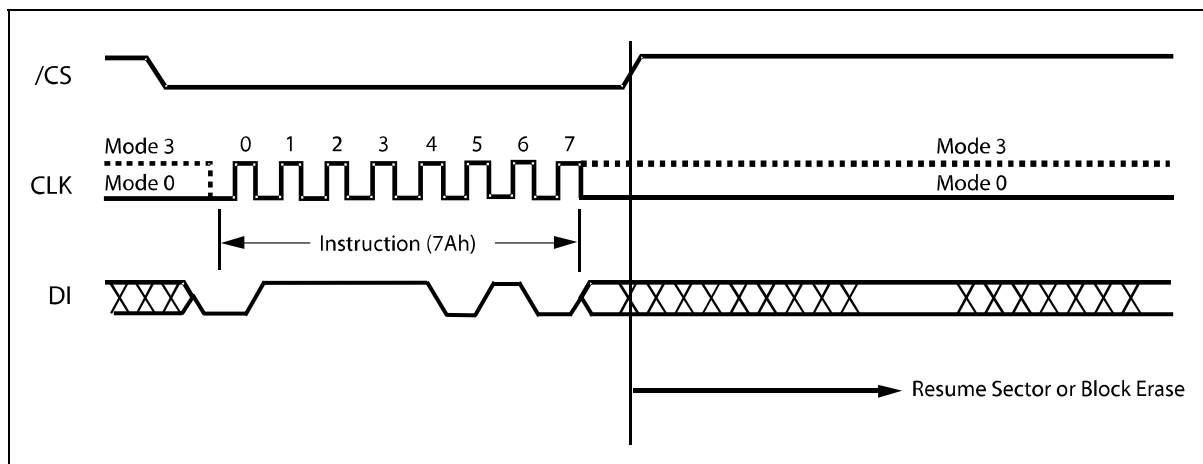 /CS
0 1 2 3 4 5 6 7
Mode 3 Mode 3
CLK
Mode 0 Mode 0
Instruction (7Ah)
DI
Resume Sector or Block Erase